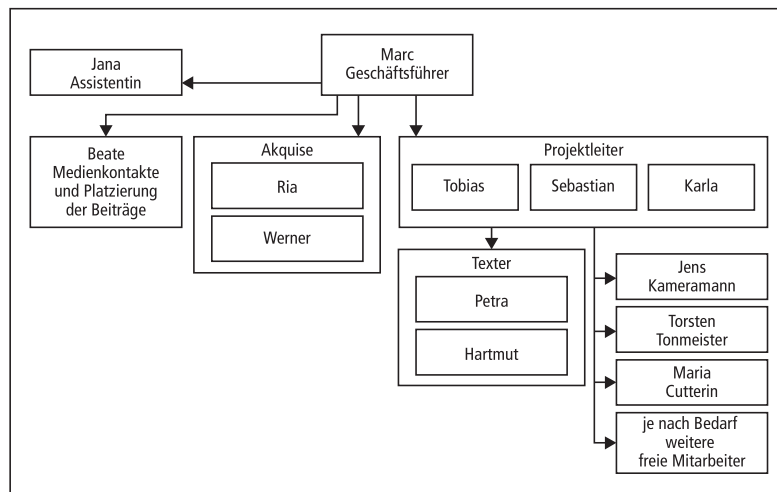 Marc
Geschäftsführer
Jana
Assistentin
Beate
Medienkontakte
und Platzierung
der Beiträge
Akquise
Ria
Werner
Projektleiter
Tobias
Sebastian
Karla
Texter
Petra
Hartmut
Jens
Kameramann
Torsten
Tonmeister
Maria
Cutterin
je nach Bedarf
weitere
freie Mitarbeiter